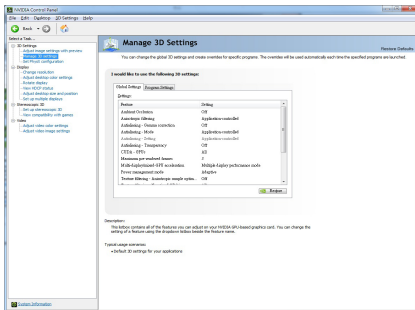 NVIDIA Control Panel
File Edit Desktop 3D Settings Help
Back
Select a Task...
3D Settings
Adjust image settings with preview
Manage 3D settings
Set PhysX configuration
Display
Change resolution
Adjust desktop color settings
Rotate display
View HDCP status
Adjust desktop size and position
Set up multiple displays
Stereoscopic 3D
Set up stereoscopic 3D
View compatibility with games
Video
Adjust video color settings
Adjust video image settings
System Information
Manage 3D Settings
Restore Defaults
You can change the global 3D settings and create overrides for specific programs. The overrides will be used automatically each time the specified programs are launched.
I would like to use the following 3D settings:
Global Settings Program Settings
Settings:
Feature Setting
Ambient Occlusion Off
Anisotropic filtering Application-controlled
Antialiasing - Gamma correction Off
Antialiasing - Mode Application-controlled
Antialiasing - Setting Application-controlled
Antialiasing - Transparency Off
CUDA - GPUs All
Maximum pre-rendered frames 3
Multi-display/mixed-GPU acceleration Multiple display performance mode
Power management mode Adaptive
Texture filtering - Anisotropic sample optim... Off
Restore
Description:
This listbox contains all of the features you can adjust on your NVIDIA GPU-based graphics card. You can change the
setting of a feature using the dropdown listbox beside the feature name.
Typical usage scenarios:
• Default 3D settings for your applications